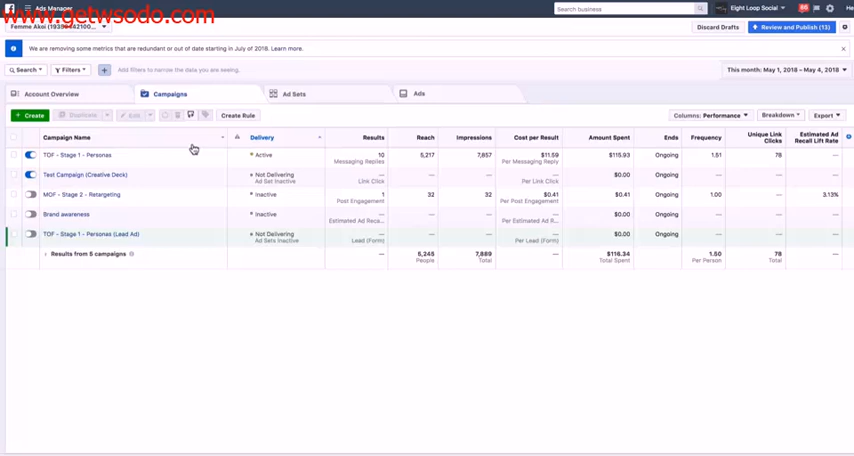 Ads Manager
www.getwsodo.com
Search business
Eight Loop Social
Femme Akoi (
Discard Drafts
Review and Publish (13)
We are removing some metrics that are redundant or out of date starting in July of 2018. Learn more.
Search
Filters
Add filters to narrow the data you are seeing.
This month: May 1, 2018 – May 4, 2018
Account Overview
Campaigns
Ad Sets
Ads
+ Create
Duplicate
Edit
Create Rule
Columns: Performance
Breakdown
Export
Campaign Name Delivery Results Reach Impressions Cost per Result Amount Spent Ends Frequency Unique Link Clicks Estimated Ad Recall Lift Rate
TOF - Stage 1 - Personas Active 10 5,217 7,857 $11.59 $115.93 Ongoing 1.51 78 —
Messaging Replies Per Messaging Reply
Test Campaign (Creative Deck) Not Delivering — — — — $0.00 Ongoing — — —
Ad Set Inactive Link Click Per Link Click
MOF - Stage 2 - Retargeting Inactive 1 32 32 $0.41 $0.41 Ongoing 1.00 — 3.13%
Post Engagement Per Post Engagement
Brand awareness Inactive — — — — $0.00 Ongoing — — —
Estimated Ad Reca... Per Estimated Ad R...
TOF - Stage 1 - Personas (Lead Ad) Not Delivering — — — — $0.00 Ongoing — — —
Ad Sets Inactive Lead (Form) Per Lead (Form)
Results from 5 campaigns — 5,245 7,889 — $116.34 1.50 78 —
People Total Total Spent Per Person Total